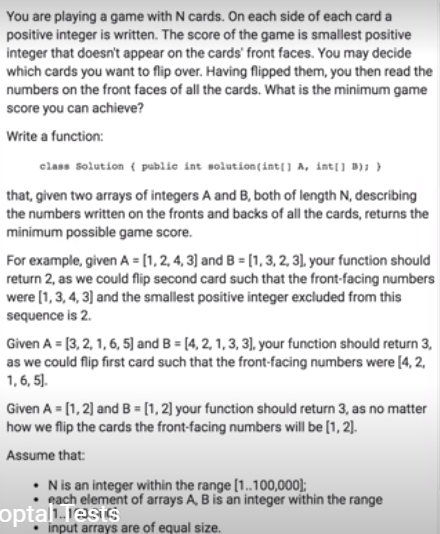 You are playing a game with N cards. On each side of each card a
positive integer is written. The score of the game is smallest positive
integer that doesn't appear on the cards' front faces. You may decide
which cards you want to flip over. Having flipped them, you then read the
numbers on the front faces of all the cards. What is the minimum game
score you can achieve?
Write a function:
class Solution { public int solution(int[] A, int[] B); }
that, given two arrays of integers A and B, both of length N, describing
the numbers written on the fronts and backs of all the cards, returns the
minimum possible game score.
For example, given A = [1, 2, 4, 3] and B = [1, 3, 2, 3], your function should
return 2, as we could flip second card such that the front-facing numbers
were [1, 3, 4, 3] and the smallest positive integer excluded from this
sequence is 2.
Given A = [3, 2, 1, 6, 5] and B = [4, 2, 1, 3, 3], your function should return 3,
as we could flip first card such that the front-facing numbers were [4, 2,
1, 6, 5].
Given A = [1, 2] and B = [1, 2] your function should return 3, as no matter
how we flip the cards the front-facing numbers will be [1, 2].
Assume that:
• N is an integer within the range [1..100,000];
• each element of arrays A, B is an integer within the range
optal Tests
• input arrays are of equal size.